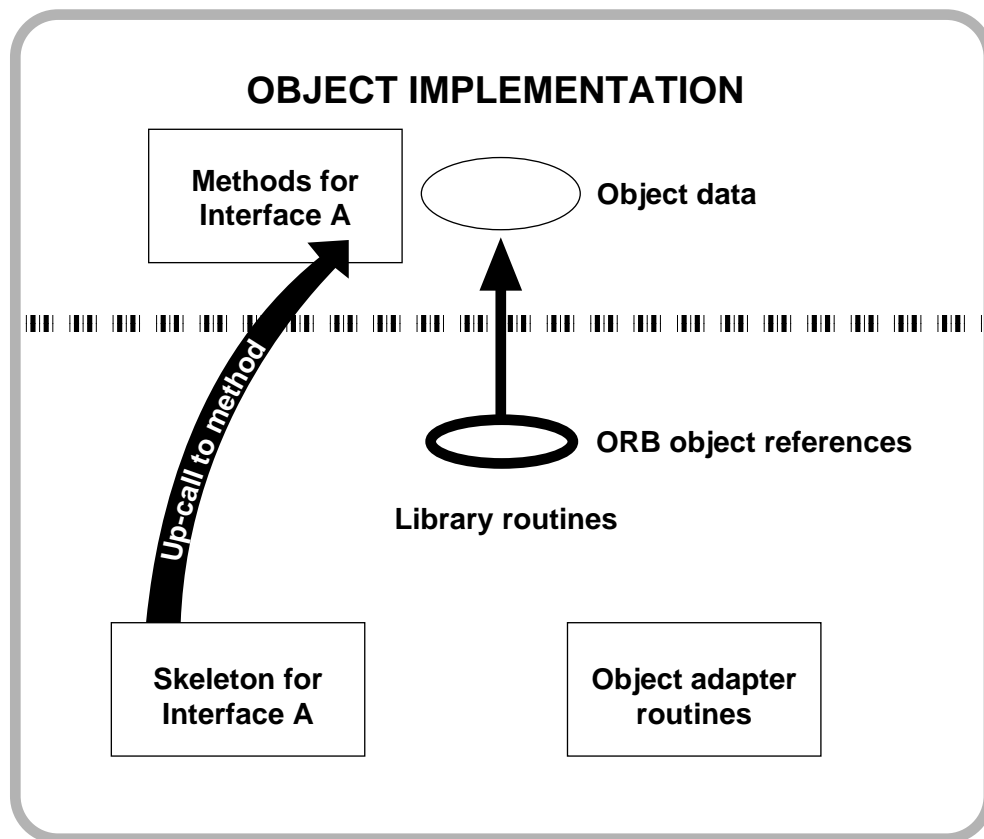 OBJECT IMPLEMENTATION
Methods for
Interface A
Object data
Up-call to method
ORB object references
Library routines
Skeleton for
Interface A
Object adapter
routines